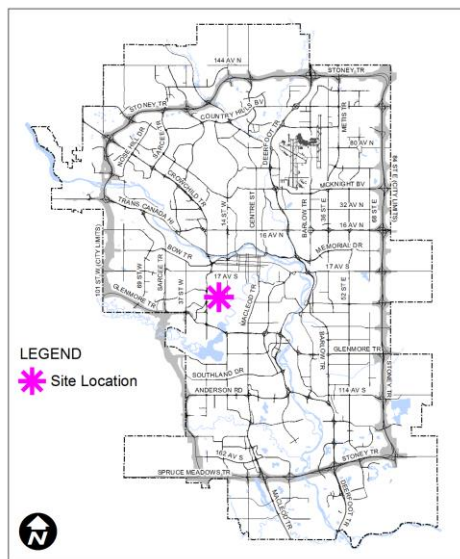 144 AV N
STONEY TR
STONEY TR
COUNTRY HILLS BV
METIS TR
SARCEE TR
ROSE HILL DR
DEERFOOT TR
80 AV N
84 ST E (CITY LIMITS)
CROWCHILD TR
MCKNIGHT BV
TRANS CANADA HI
14 ST W
CENTRE ST
BARLOW TR
36 ST E
32 AV N
68 ST E
16 AV N
16 AV N
101 ST W (CITY LIMITS)
BOW TR
MEMORIAL DR
69 ST W
SARCEE TR
37 ST W
17 AV S
17 AV S
MACLEOD TR
52 ST E
GLENMORE TR
LEGEND
Site Location
BARLOW TR
GLENMORE TR
SOUTHLAND DR
ANDERSON RD
114 AV S
STONEY TR
162 AV S
STONEY TR
SPRUCE MEADOWS TR
MACLEOD TR
DEERFOOT TR
N